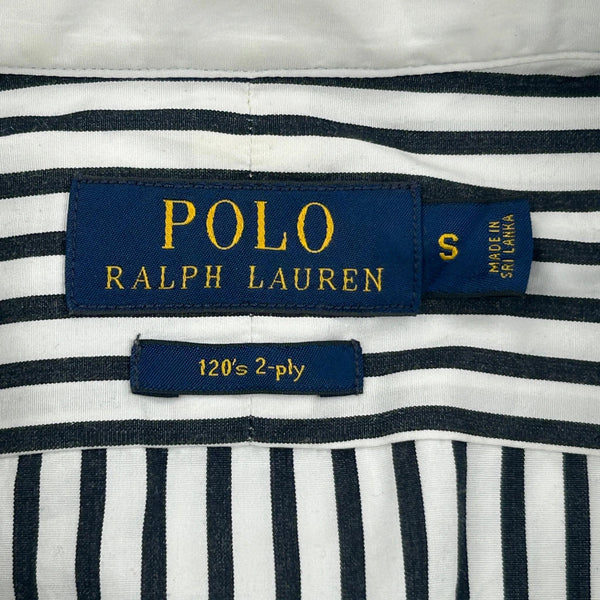 POLO
RALPH LAUREN
S
MADE IN
SRI LANKA
120's 2-ply